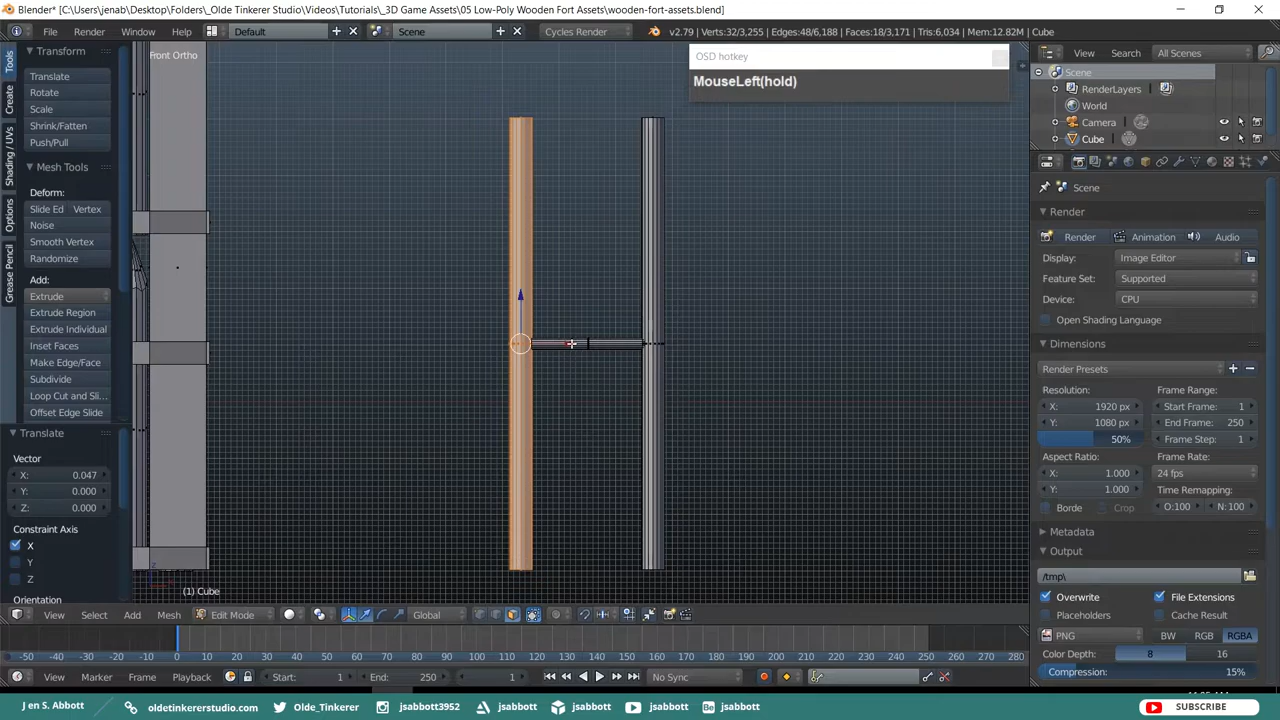 Blender* [C:\Users\jenab\Desktop\Folders\_Olde Tinkerer Studio\Videos\Tutorials\_3D Game Assets\05 Low-Poly Wooden Fort Assets\wooden-fort-assets.blend]
File Render Window Help Default Scene Cycles Render v2.79 | Verts:32/3,255 | Edges:48/6,188 | Faces:18/3,171 | Tris:6,034 | Mem:12.82M | Cube View Search All Scenes
Tools
Create
Shading / UVs
Options
Grease Pencil
Transform
Translate
Rotate
Scale
Shrink/Fatten
Push/Pull
Mesh Tools
Deform:
Slide Ed Vertex
Noise
Smooth Vertex
Randomize
Add:
Extrude
Extrude Region
Extrude Individual
Inset Faces
Make Edge/Face
Subdivide
Loop Cut and Sli...
Offset Edge Slide
Translate
Vector
X: 0.047
Y: 0.000
Z: 0.000
Constraint Axis
X
Y
Z
Orientation
Front Ortho
OSD hotkey
MouseLeft(hold)
(1) Cube
View Select Add Mesh Edit Mode Global
-50 -40 -30 -20 -10 0 10 20 30 40 50 60 70 80 90 100 110 120 130 140 150 160 170 180 190 200 210 220 230 240 250 260 270 280
View Marker Frame Playback Start: 1 End: 250 1 No Sync
Scene
RenderLayers
World
Camera
Cube
Scene
Render
Render Animation Audio
Display: Image Editor
Feature Set: Supported
Device: CPU
Open Shading Language
Dimensions
Render Presets
Resolution: Frame Range:
X: 1920 px Start Frame: 1
Y: 1080 px End Frame: 250
50% Frame Step: 1
Aspect Ratio: Frame Rate:
X: 1.000 24 fps
Y: 1.000 Time Remapping:
Borde Crop O:100 N:100
Metadata
Output
/tmp\
Overwrite File Extensions
Placeholders Cache Result
PNG BW RGB RGBA
Color Depth: 8 16
Compression: 15%
J en S. Abbott oldetinkererstudio.com Olde_Tinkerer jsabbott3952 jsabbott jsabbott jsabbott jsabbott SUBSCRIBE